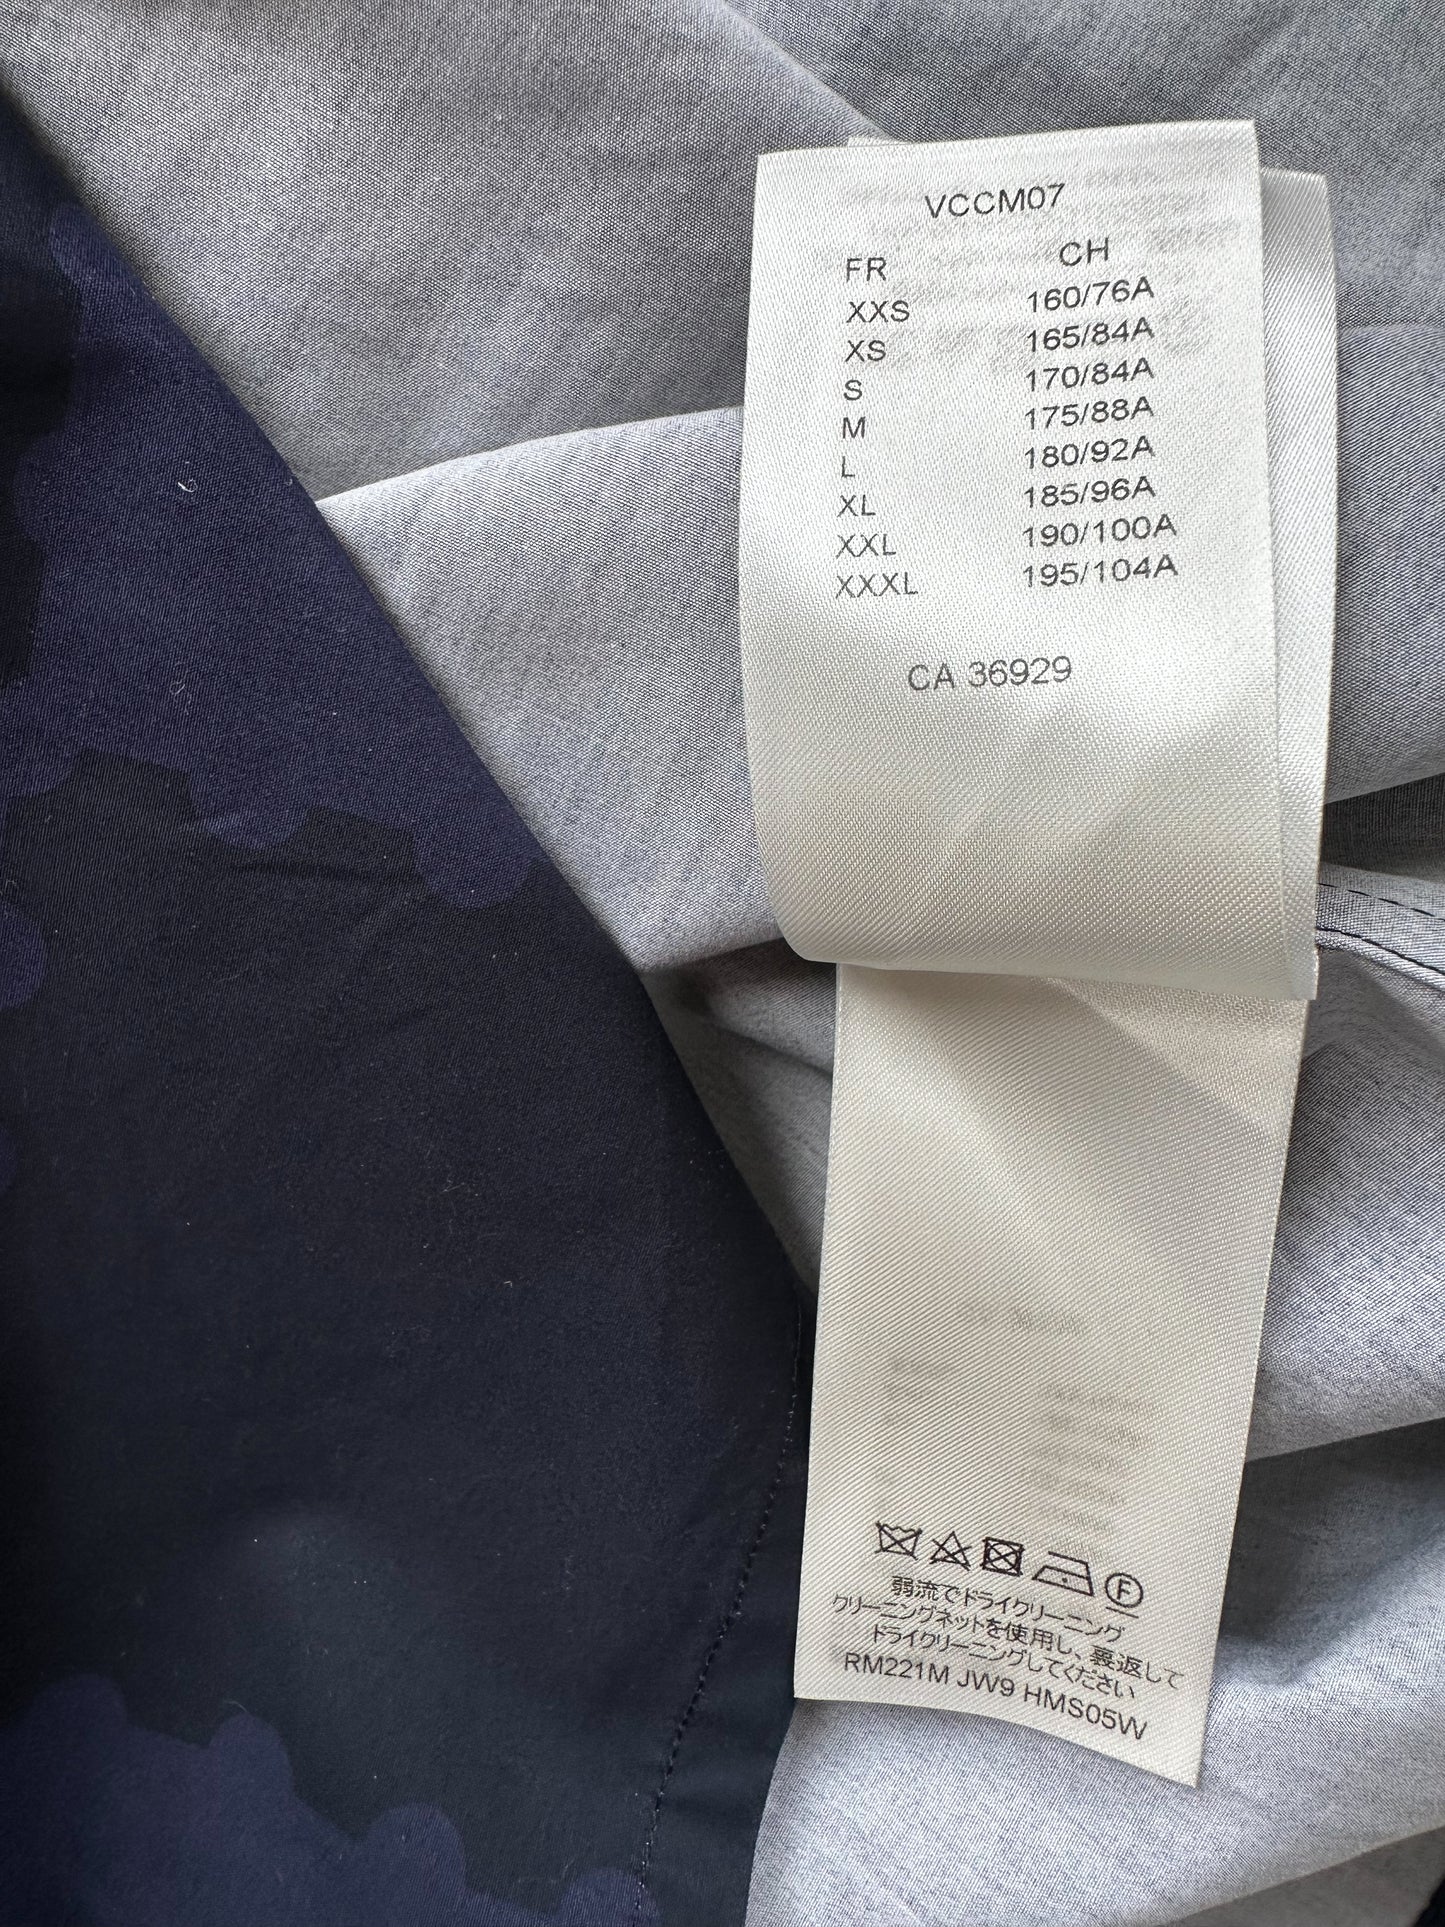 VCCM07
FR CH
XXS 160/76A
XS 165/84A
S 170/84A
M 175/88A
L 180/92A
XL 185/96A
XXL 190/100A
XXXL 195/104A
CA 36929
F
弱流でドライクリーニング
クリーニングネットを使用し、裏返して
ドライクリーニングしてください
RM221M JW9 HMS05W